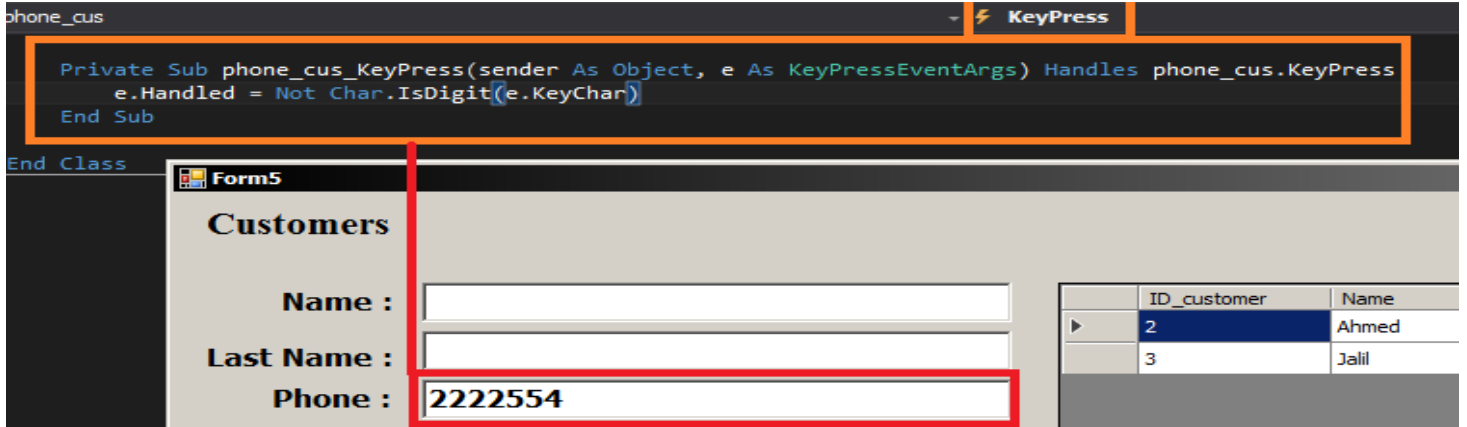 phone_cus KeyPress
Private Sub phone_cus_KeyPress(sender As Object, e As KeyPressEventArgs) Handles phone_cus.KeyPress
e.Handled = Not Char.IsDigit(e.KeyChar)
End Sub
End Class
Form5
Customers
Name :
Last Name :
Phone : 2222554
ID_customer Name
2 Ahmed
3 Jalil